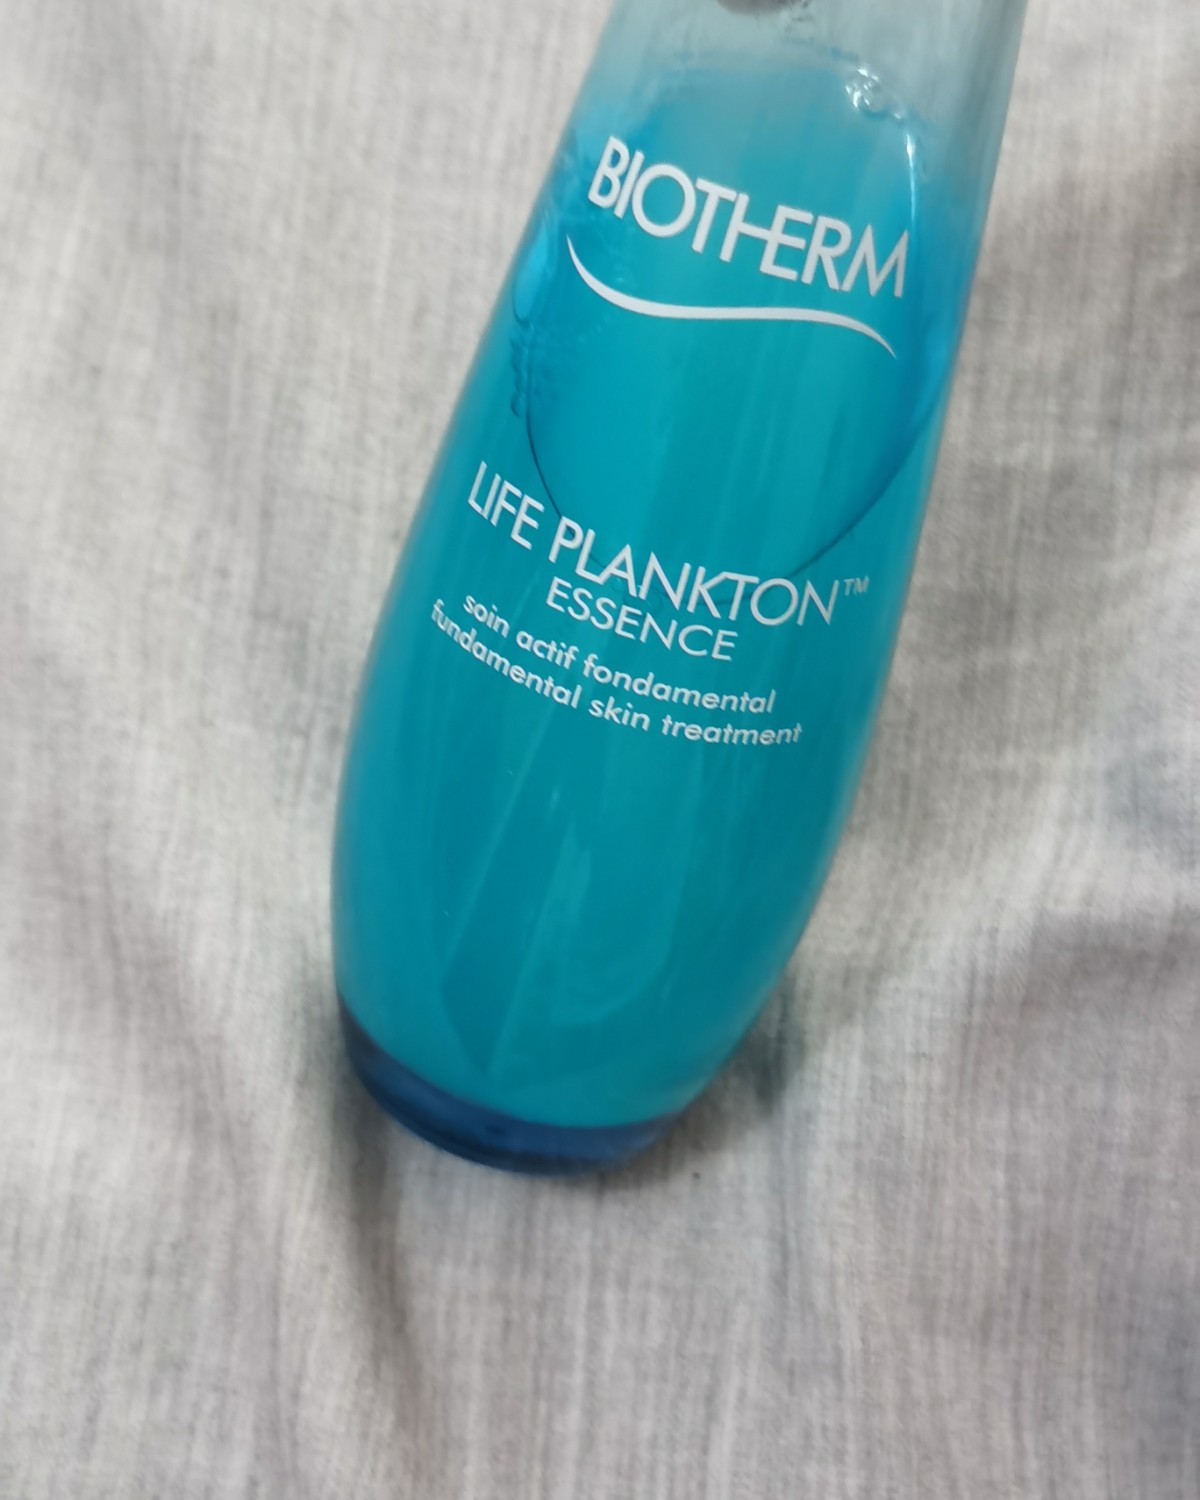 BIOTHERM
LIFE PLANKTON™
ESSENCE
soin actif fondamental
fundamental skin treatment